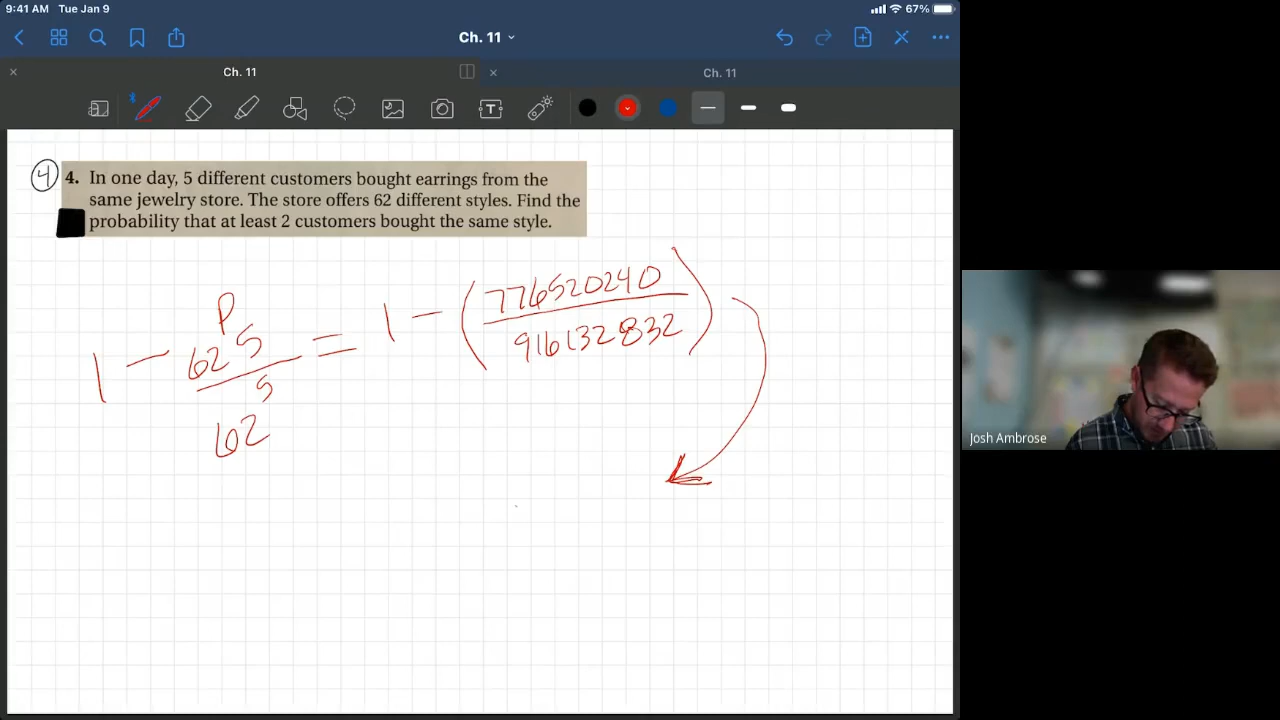 9:41 AM Tue Jan 9
67%
Ch. 11
Ch. 11
Ch. 11
T
4
4. In one day, 5 different customers bought earrings from the
same jewelry store. The store offers 62 different styles. Find the
probability that at least 2 customers bought the same style.
1 - 62P5 / 62^5 = 1 - (776520240 / 916132832)
Josh Ambrose